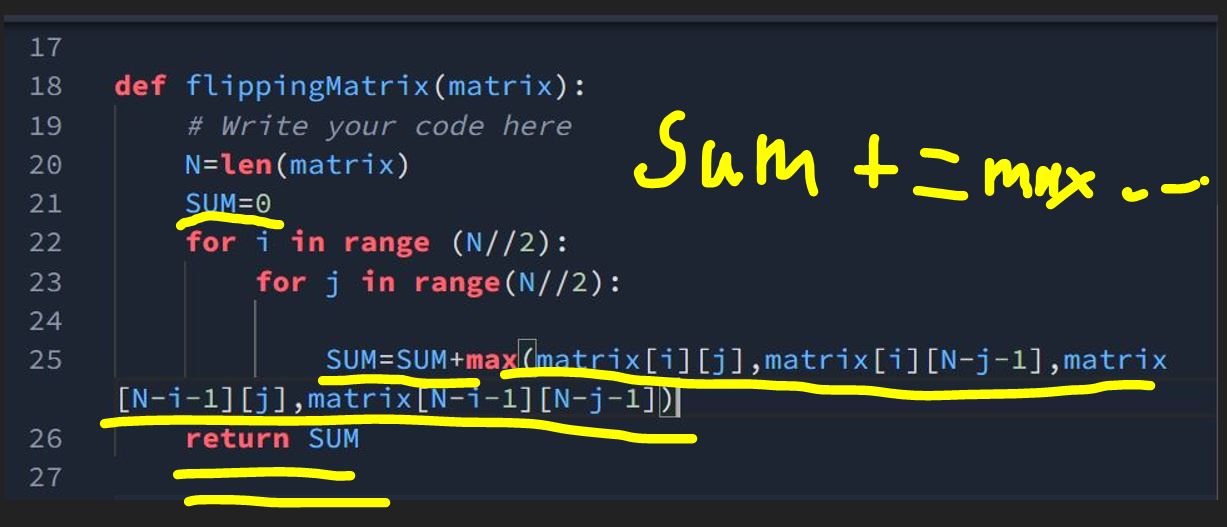 17
18 def flippingMatrix(matrix):
19 # Write your code here
20 N=len(matrix)
21 SUM=0
22 for i in range (N//2):
23 for j in range(N//2):
24
25 SUM=SUM+max(matrix[i][j],matrix[i][N-j-1],matrix
[N-i-1][j],matrix[N-i-1][N-j-1])
26 return SUM
27
Sum += max ...